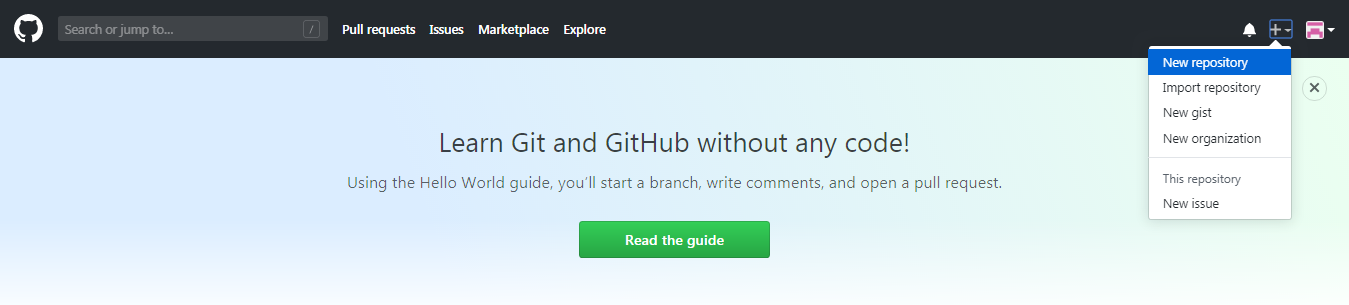 Search or jump to... /
Pull requests Issues Marketplace Explore
New repository
Import repository
New gist
New organization
This repository
New issue
Learn Git and GitHub without any code!
Using the Hello World guide, you’ll start a branch, write comments, and open a pull request.
Read the guide